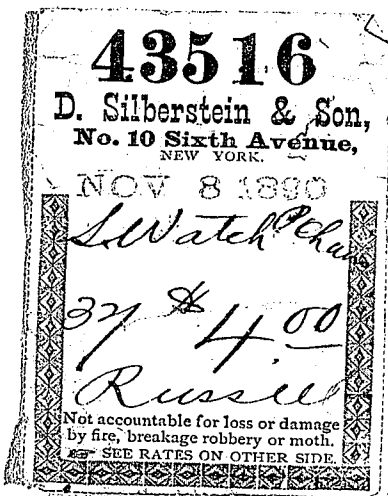 43516
D. Silberstein & Son,
No. 10 Sixth Avenue,
NEW YORK.
NOV 8 1890
S. Watch P Chain
37 $ 4.00
Russell
Not accountable for loss or damage
by fire, breakage robbery or moth.
☞ SEE RATES ON OTHER SIDE.